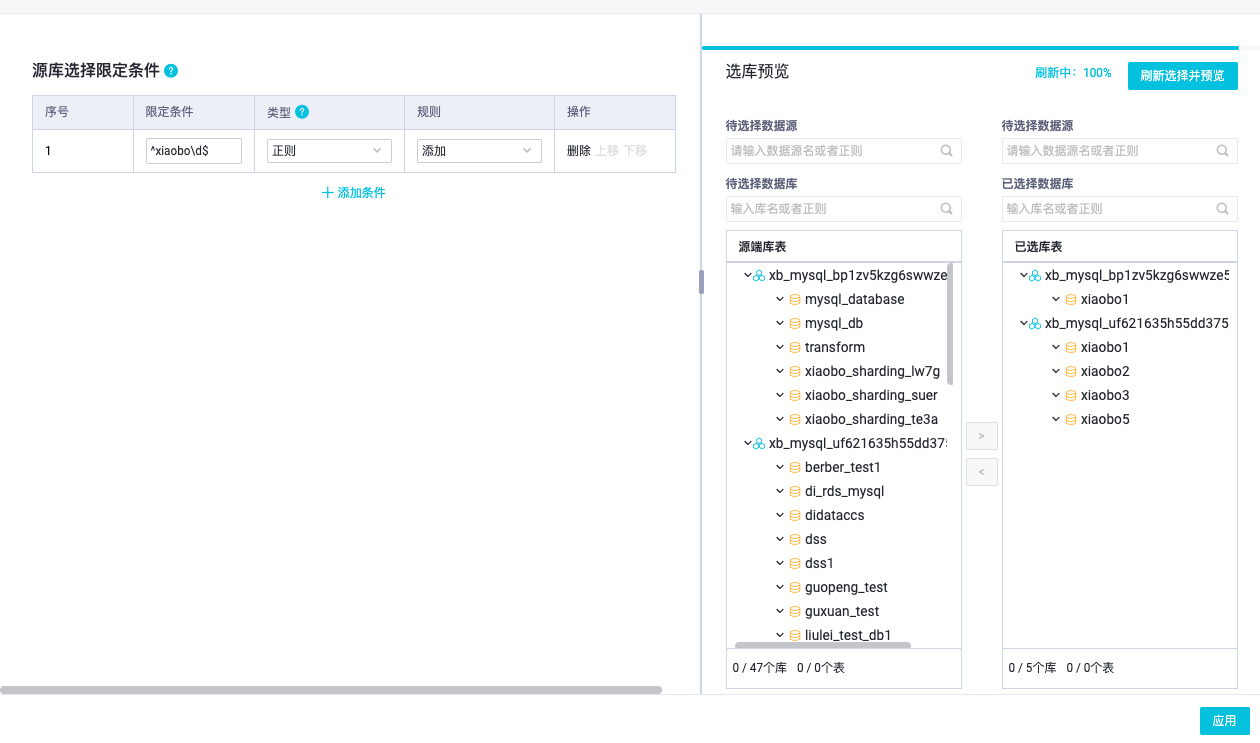 源库选择限定条件 ?
序号 限定条件 类型 ? 规则 操作
1 ^xiaobo\d$ 正则 添加 删除 上移 下移
+ 添加条件
选库预览 刷新中：100% 刷新选择并预览
待选择数据源
请输入数据源名或者正则
待选择数据库
输入库名或者正则
源端库表
xb_mysql_bp1zv5kzg6swwze
mysql_database
mysql_db
transform
xiaobo_sharding_lw7g
xiaobo_sharding_suer
xiaobo_sharding_te3a
xb_mysql_uf621635h55dd375
berber_test1
di_rds_mysql
didataccs
dss
dss1
guopeng_test
guxuan_test
liulei_test_db1
0 / 47个库 0 / 0个表
>
<
待选择数据源
请输入数据源名或者正则
已选择数据库
输入库名或者正则
已选库表
xb_mysql_bp1zv5kzg6swwze5
xiaobo1
xb_mysql_uf621635h55dd375
xiaobo1
xiaobo2
xiaobo3
xiaobo5
0 / 5个库 0 / 0个表
应用